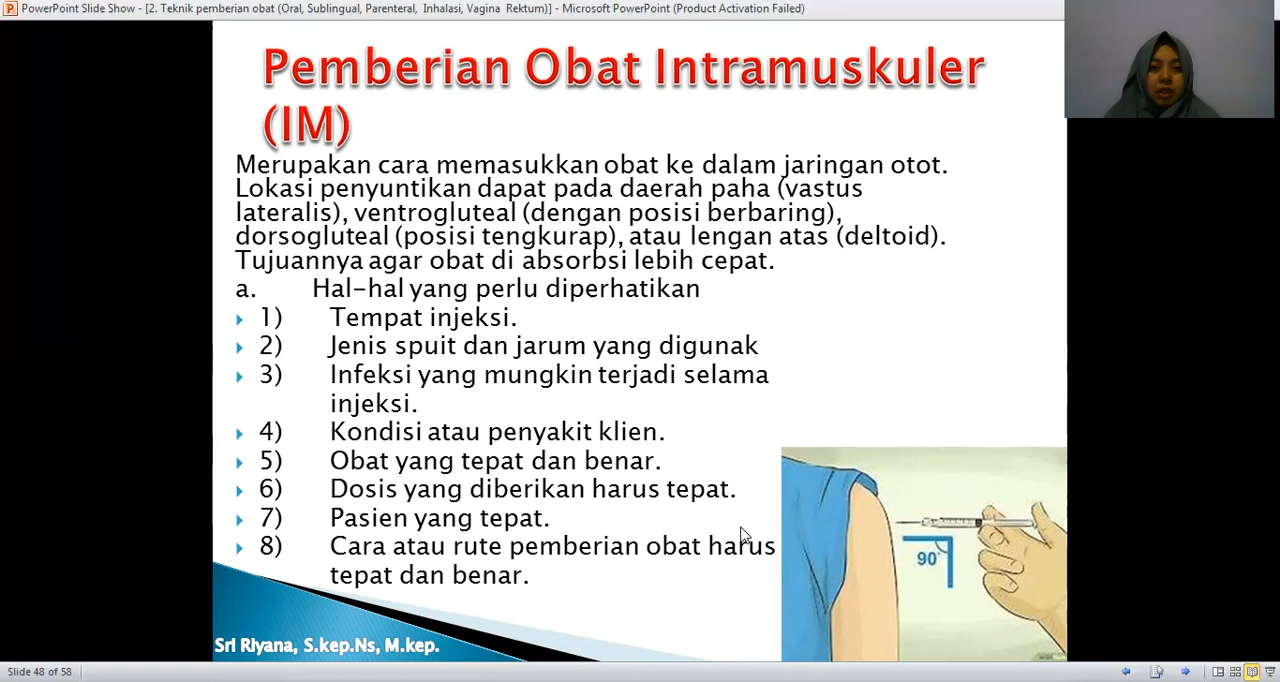 PowerPoint Slide Show - [2. Teknik pemberian obat (Oral, Sublingual, Parenteral, Inhalasi, Vagina Rektum)] - Microsoft PowerPoint (Product Activation Failed)
Pemberian Obat Intramuskuler
(IM)
Merupakan cara memasukkan obat ke dalam jaringan otot.
Lokasi penyuntikan dapat pada daerah paha (vastus
lateralis), ventrogluteal (dengan posisi berbaring),
dorsogluteal (posisi tengkurap), atau lengan atas (deltoid).
Tujuannya agar obat di absorbsi lebih cepat.
a. Hal-hal yang perlu diperhatikan
1) Tempat injeksi.
2) Jenis spuit dan jarum yang digunak
3) Infeksi yang mungkin terjadi selama
injeksi.
4) Kondisi atau penyakit klien.
5) Obat yang tepat dan benar.
6) Dosis yang diberikan harus tepat.
7) Pasien yang tepat.
8) Cara atau rute pemberian obat harus
tepat dan benar.
90°
Sri Riyana, S.kep.Ns, M.kep.
Slide 48 of 58